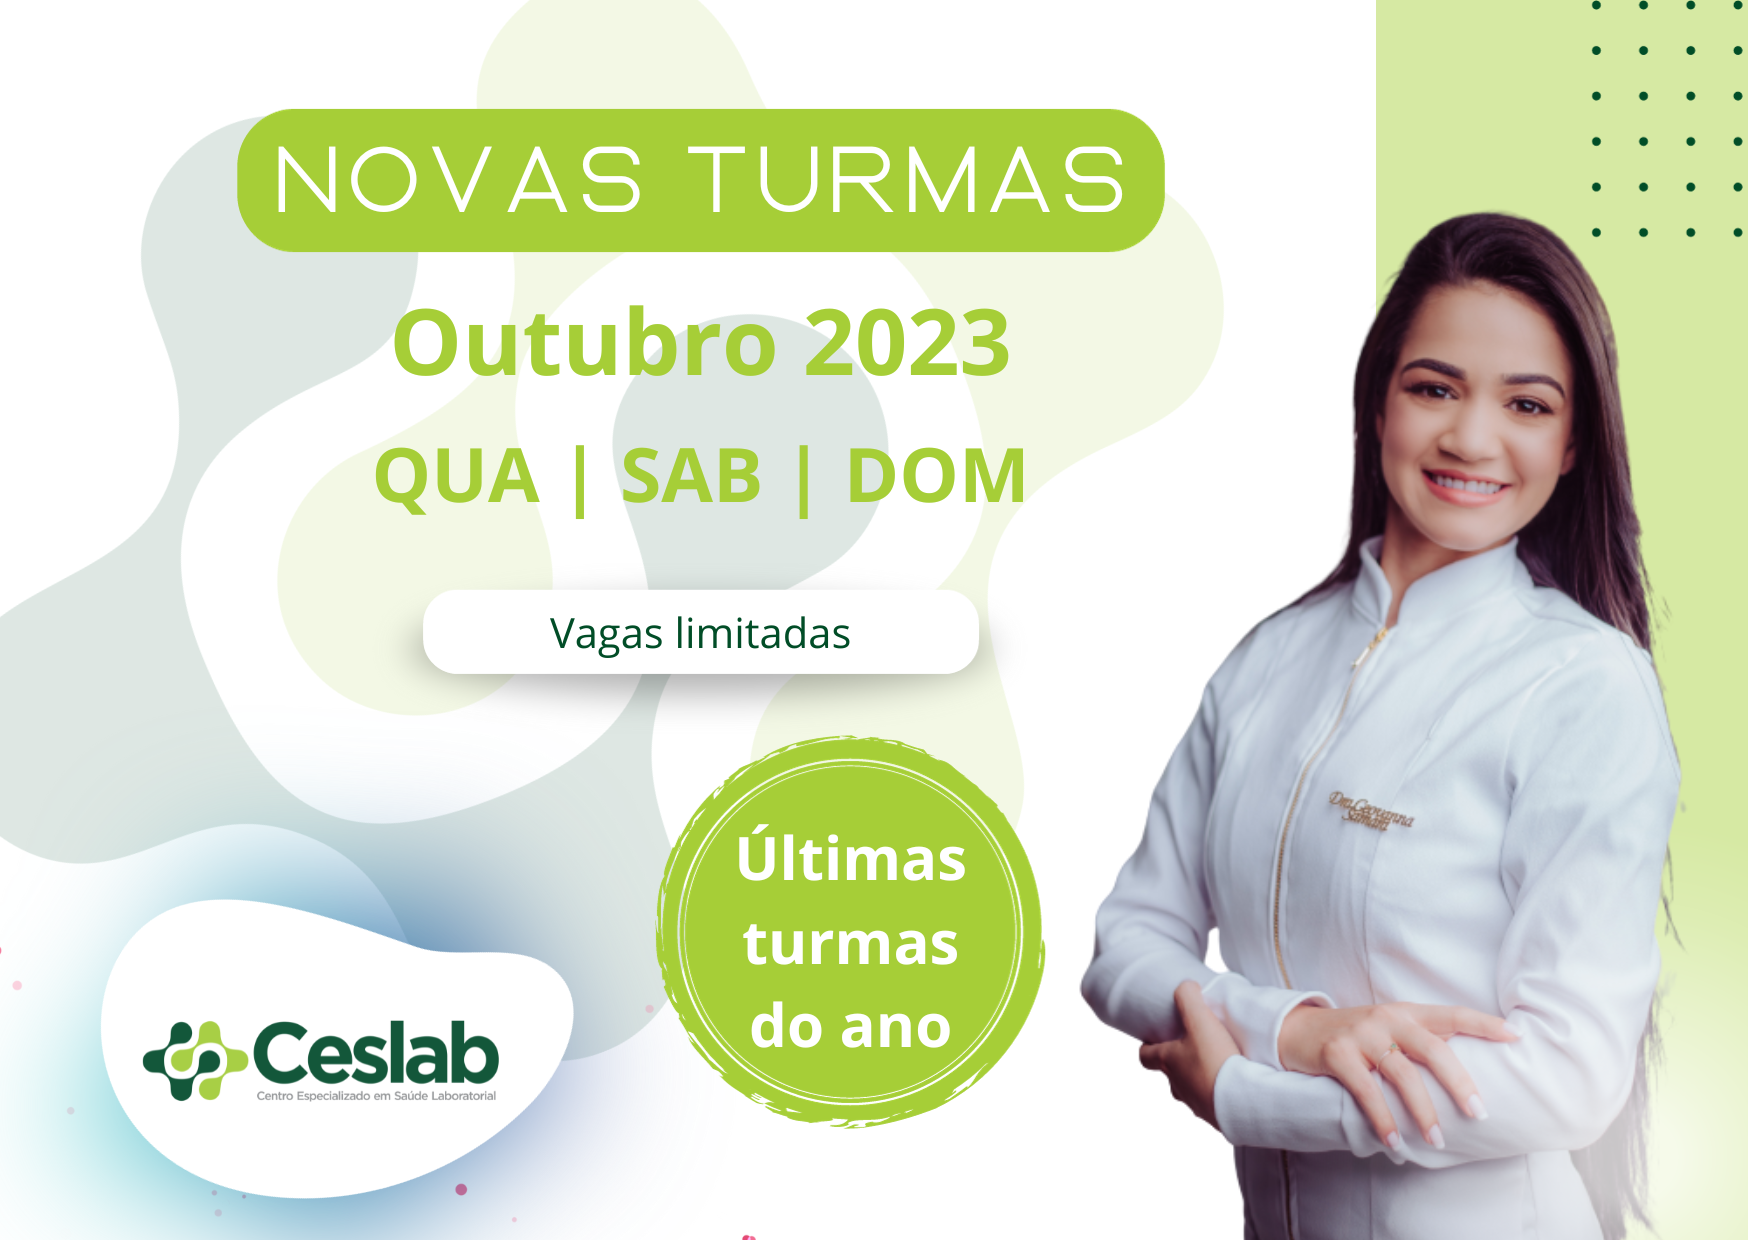 NOVAS TURMAS
Outubro 2023
QUA | SAB | DOM
Vagas limitadas
Últimas
turmas
do ano
Dra. Geovanna
Samara
Ceslab
Centro Especializado em Saúde Laboratorial